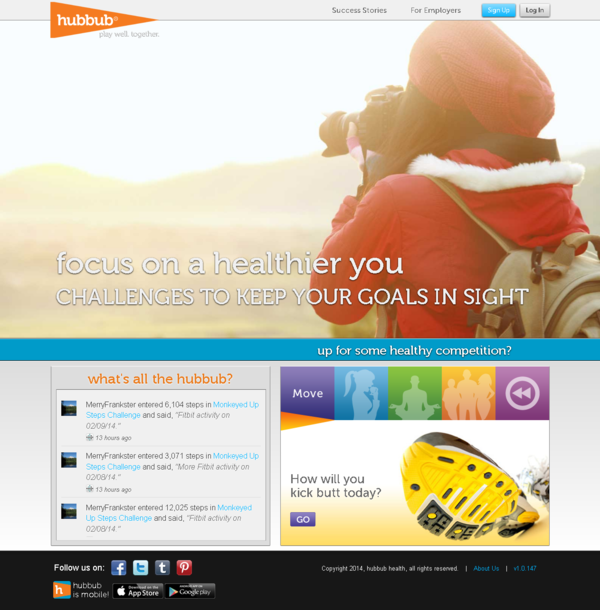 hubbub®
play well. together.
Success Stories
For Employers
Sign Up
Log In
focus on a healthier you
CHALLENGES TO KEEP YOUR GOALS IN SIGHT
up for some healthy competition?
what's all the hubbub?
MerryFrankster entered 6,104 steps in Monkeyed Up
Steps Challenge and said, "Fitbit activity on
02/09/14."
13 hours ago
MerryFrankster entered 3,071 steps in Monkeyed Up
Steps Challenge and said, "More Fitbit activity on
02/08/14."
13 hours ago
MerryFrankster entered 12,025 steps in Monkeyed
Up Steps Challenge and said, "Fitbit activity on
02/08/14."
Move
How will you
kick butt today?
GO
Follow us on:
hubbub
is mobile!
Download on the
App Store
ANDROID APP ON
Google play
Copyright 2014, hubbub health, all rights reserved. | About Us | v1.0.147